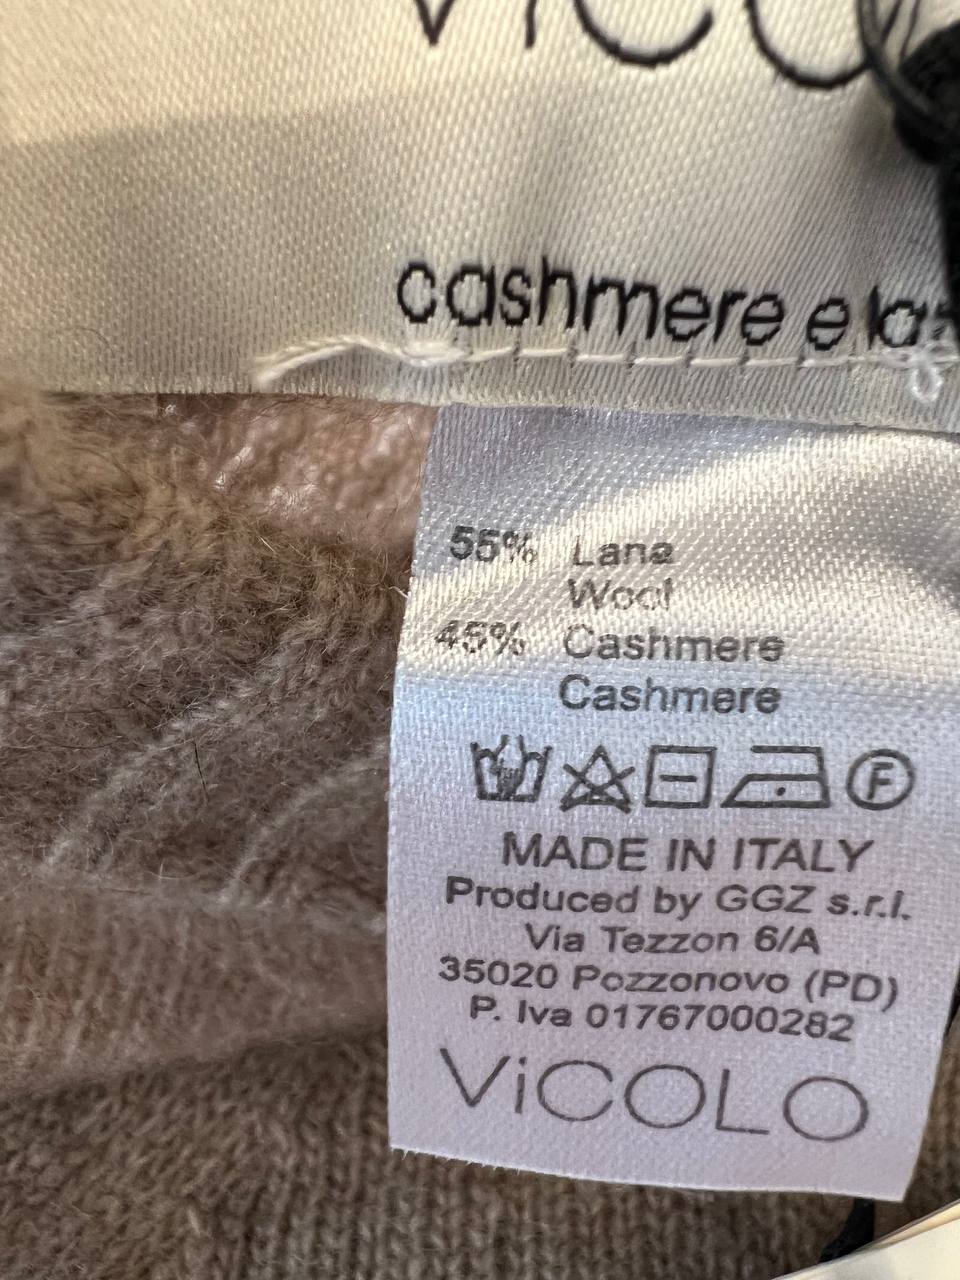 ViCO
cashmere e la
55% Lana
Wool
45% Cashmere
Cashmere
F
MADE IN ITALY
Produced by GGZ s.r.l.
Via Tezzon 6/A
35020 Pozzonovo (PD)
P. Iva 01767000282
ViCOLO